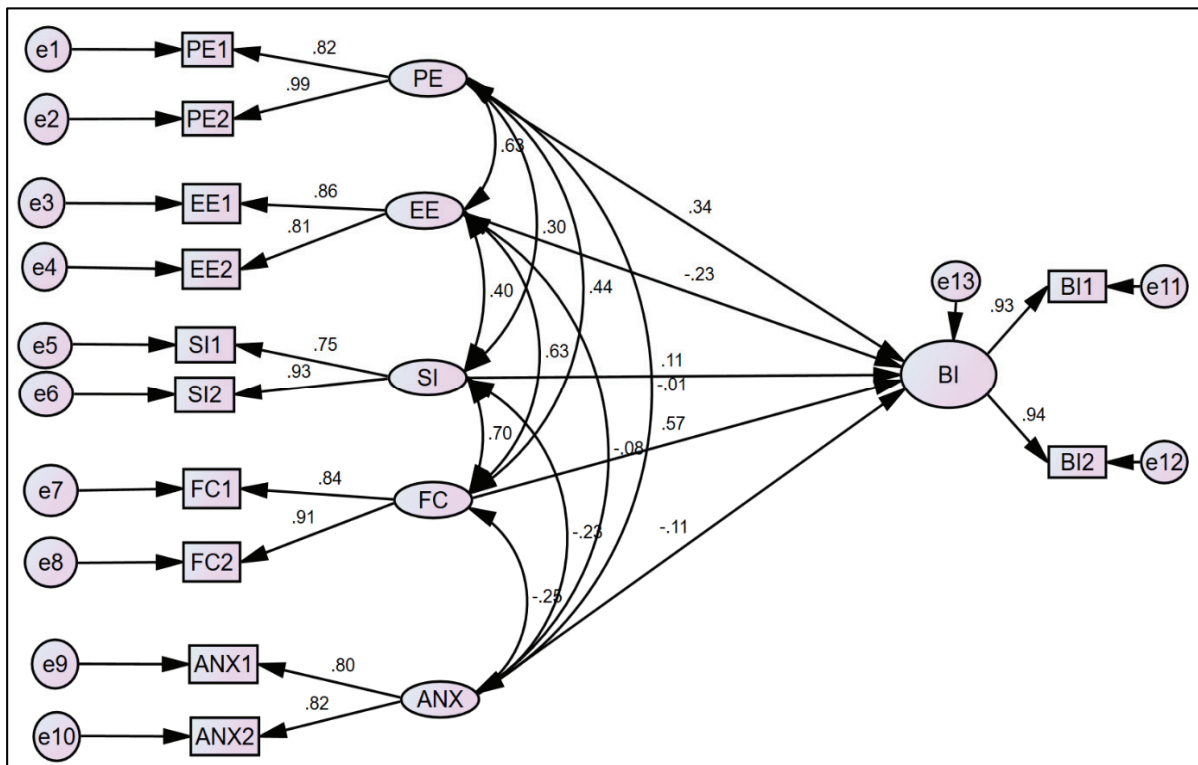 e1 PE1 .82 PE
e2 PE2 .99
.63
e3 EE1 .86 EE .34
e4 EE2 .81 .30 -.23
.40 .44 e13 BI1 e11
.93
e5 SI1 .75 .63 .11
e6 SI2 .93 SI -.01 BI
.70 .57 .94
-.08 BI2 e12
e7 FC1 .84 FC
e8 FC2 .91 -.23 -.11
-.25
e9 ANX1 .80 ANX
e10 ANX2 .82